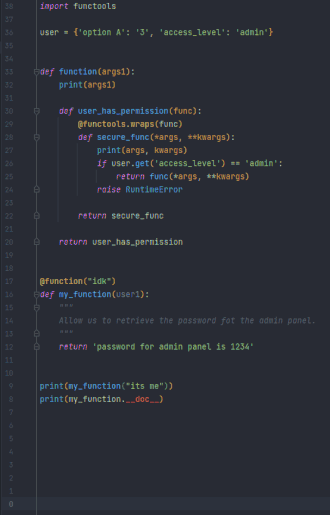 38 import functools
37
36 user = {'option A': '3', 'access_level': 'admin'}
35
34
33 def function(args1):
32     print(args1)
31
30     def user_has_permission(func):
29         @functools.wraps(func)
28         def secure_func(*args, **kwargs):
27             print(args, kwargs)
26             if user.get('access_level') == 'admin':
25                 return func(*args, **kwargs)
24             raise RuntimeError
23
22         return secure_func
21
20     return user_has_permission
19
18
17 @function("idk")
16 def my_function(user1):
15     """
14     Allow us to retrieve the password fot the admin panel.
13     """
12     return 'password for admin panel is 1234'
11
10
9 print(my_function("its me"))
8 print(my_function.__doc__)
7
6
5
4
3
2
1
0